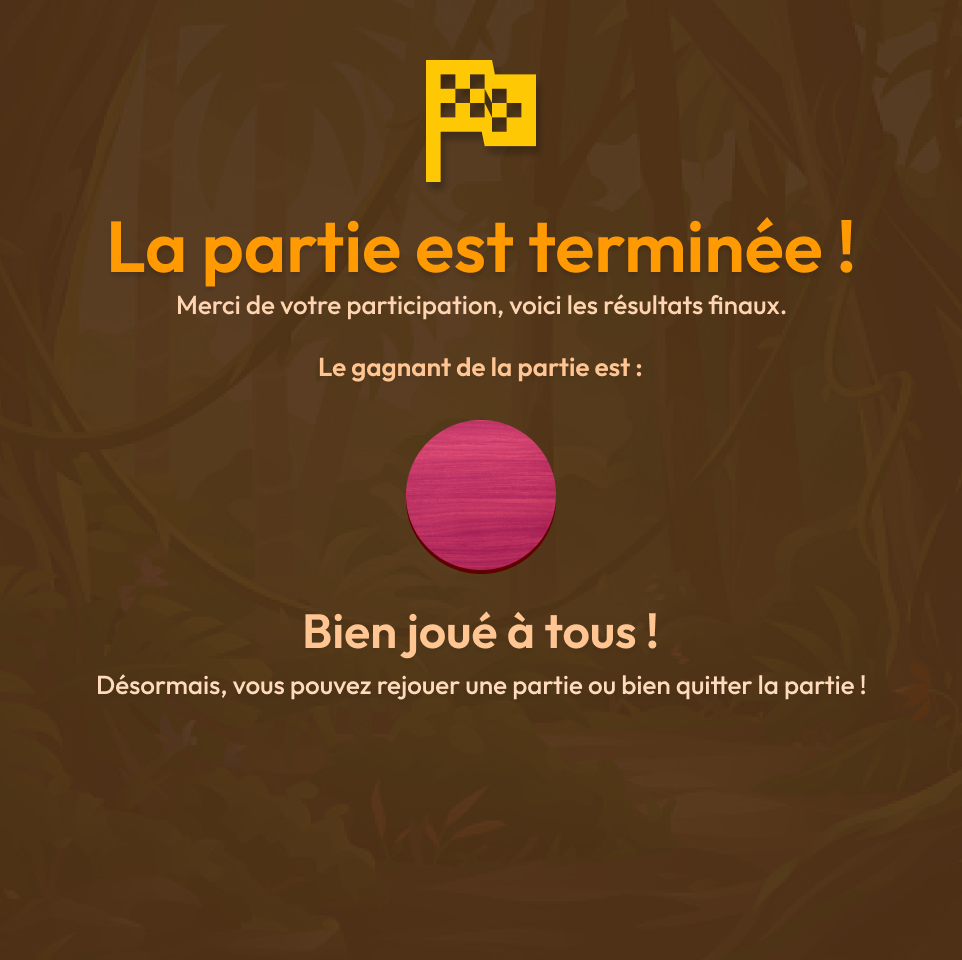 La partie est terminée !
Merci de votre participation, voici les résultats finaux.
Le gagnant de la partie est :
Bien joué à tous !
Désormais, vous pouvez rejouer une partie ou bien quitter la partie !